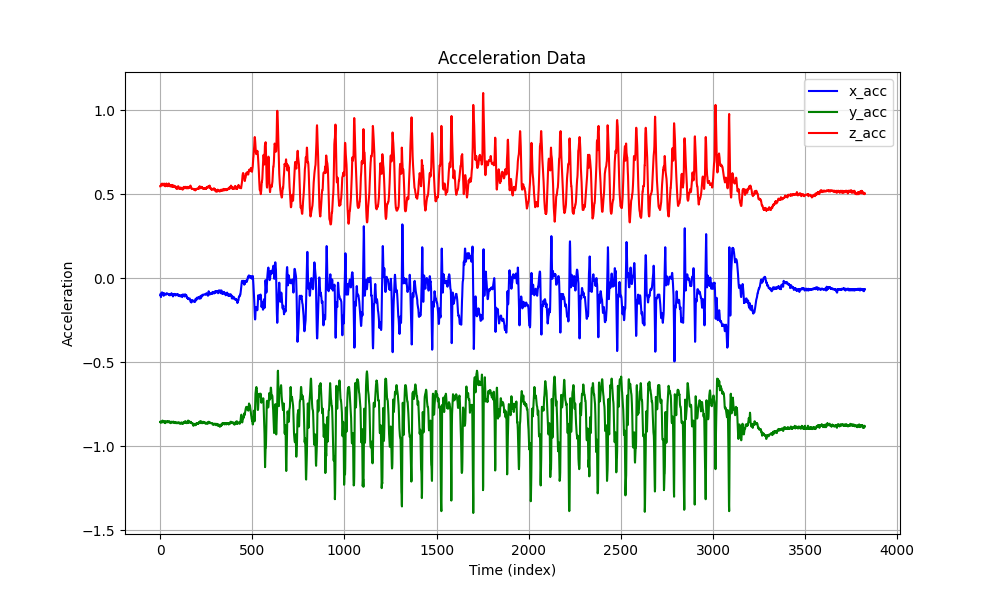 Acceleration Data
x_acc
y_acc
z_acc
1.0
0.5
0.0
−0.5
−1.0
−1.5
Acceleration
0 500 1000 1500 2000 2500 3000 3500 4000
Time (index)